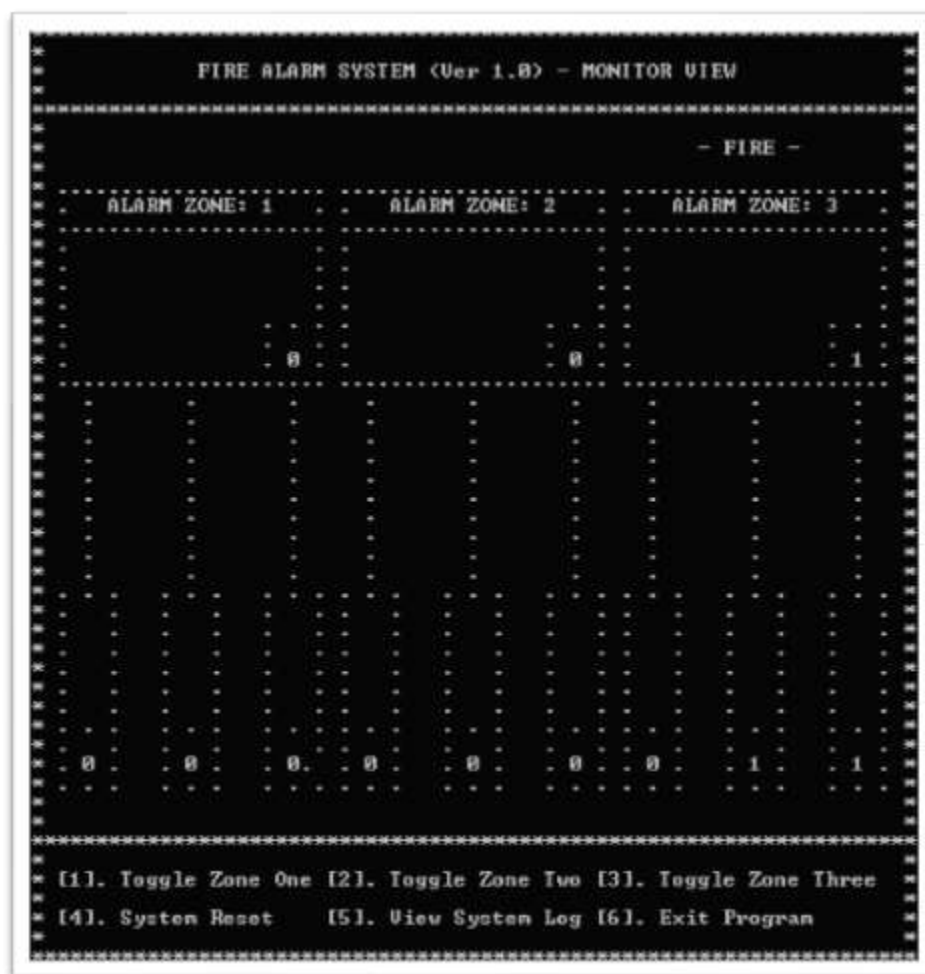 FIRE ALARM SYSTEM (Ver 1.0) - MONITOR VIEW
- FIRE -
ALARM ZONE: 1 ALARM ZONE: 2 ALARM ZONE: 3
0 0 1
0 0 0 0 0 0 0 1 1
[1]. Toggle Zone One [2]. Toggle Zone Two [3]. Toggle Zone Three
[4]. System Reset [5]. View System Log [6]. Exit Program